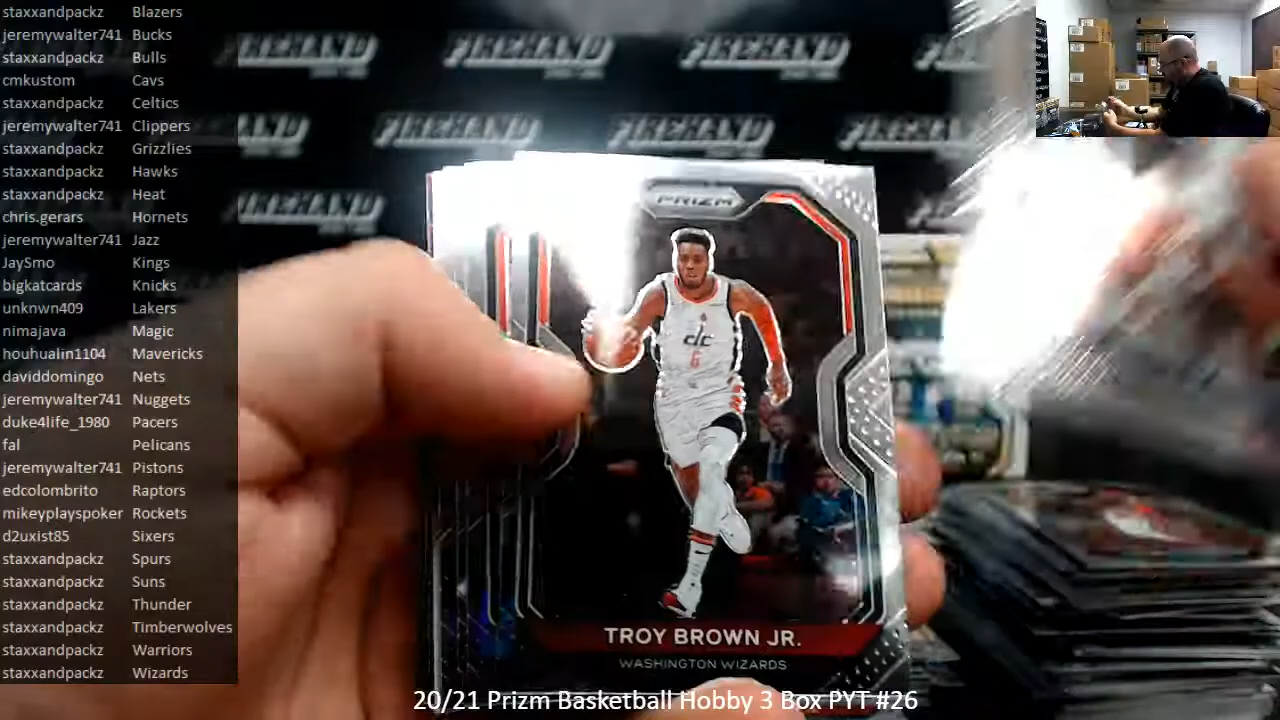 staxxandpackz Blazers
jeremywalter741 Bucks
staxxandpackz Bulls
cmkustom Cavs
staxxandpackz Celtics
jeremywalter741 Clippers
staxxandpackz Grizzlies
staxxandpackz Hawks
staxxandpackz Heat
chris.gerars Hornets
jeremywalter741 Jazz
JaySmo Kings
bigkatcards Knicks
unknwn409 Lakers
nimajava Magic
houhualin1104 Mavericks
daviddomingo Nets
jeremywalter741 Nuggets
duke4life_1980 Pacers
fal Pelicans
jeremywalter741 Pistons
edcolombrito Raptors
mikeyplayspoker Rockets
d2uxist85 Sixers
staxxandpackz Spurs
staxxandpackz Suns
staxxandpackz Thunder
staxxandpackz Timberwolves
staxxandpackz Warriors
staxxandpackz Wizards
FIREHAND FIREHAND FIREHAND
FIREHAND FIREHAND FIREHAND
FIREHAND
PRIZM
dc
6
TROY BROWN JR.
WASHINGTON WIZARDS
20/21 Prizm Basketball Hobby 3 Box PYT #26